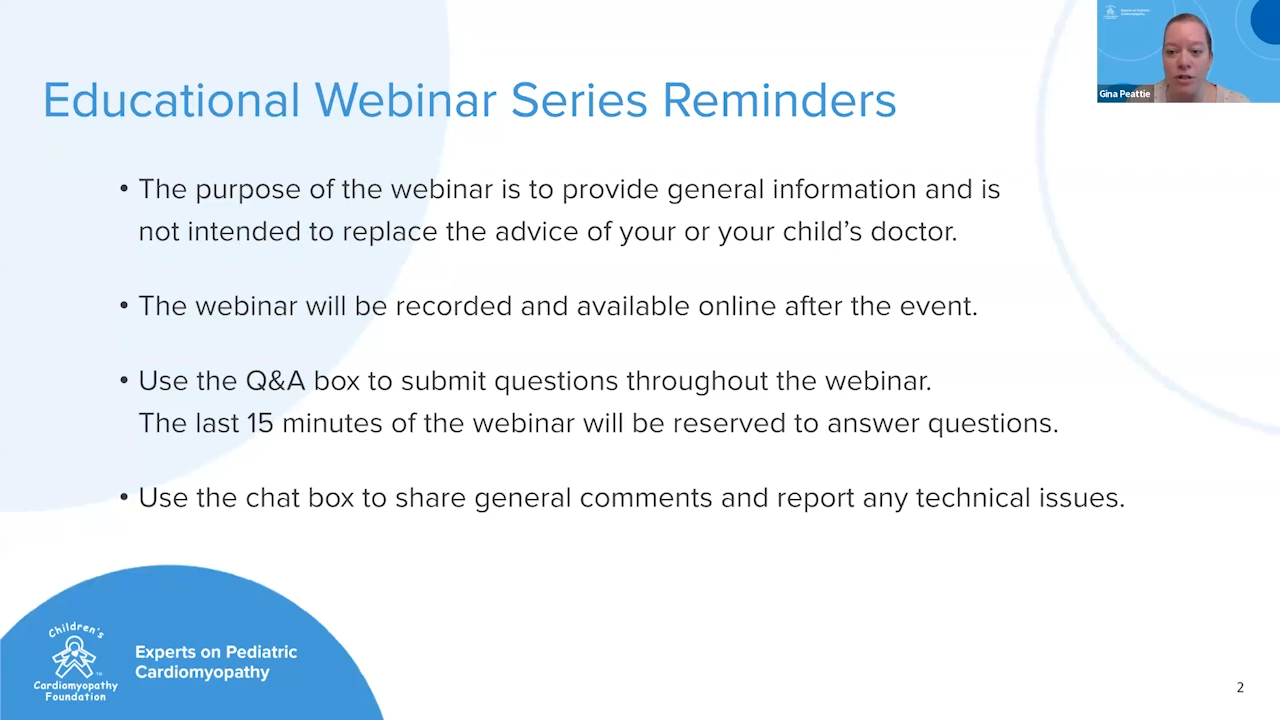 Educational Webinar Series Reminders
Gina Peattie
• The purpose of the webinar is to provide general information and is
not intended to replace the advice of your or your child’s doctor.
• The webinar will be recorded and available online after the event.
• Use the Q&A box to submit questions throughout the webinar.
The last 15 minutes of the webinar will be reserved to answer questions.
• Use the chat box to share general comments and report any technical issues.
Children's
Cardiomyopathy
Foundation
™
Experts on Pediatric
Cardiomyopathy
2